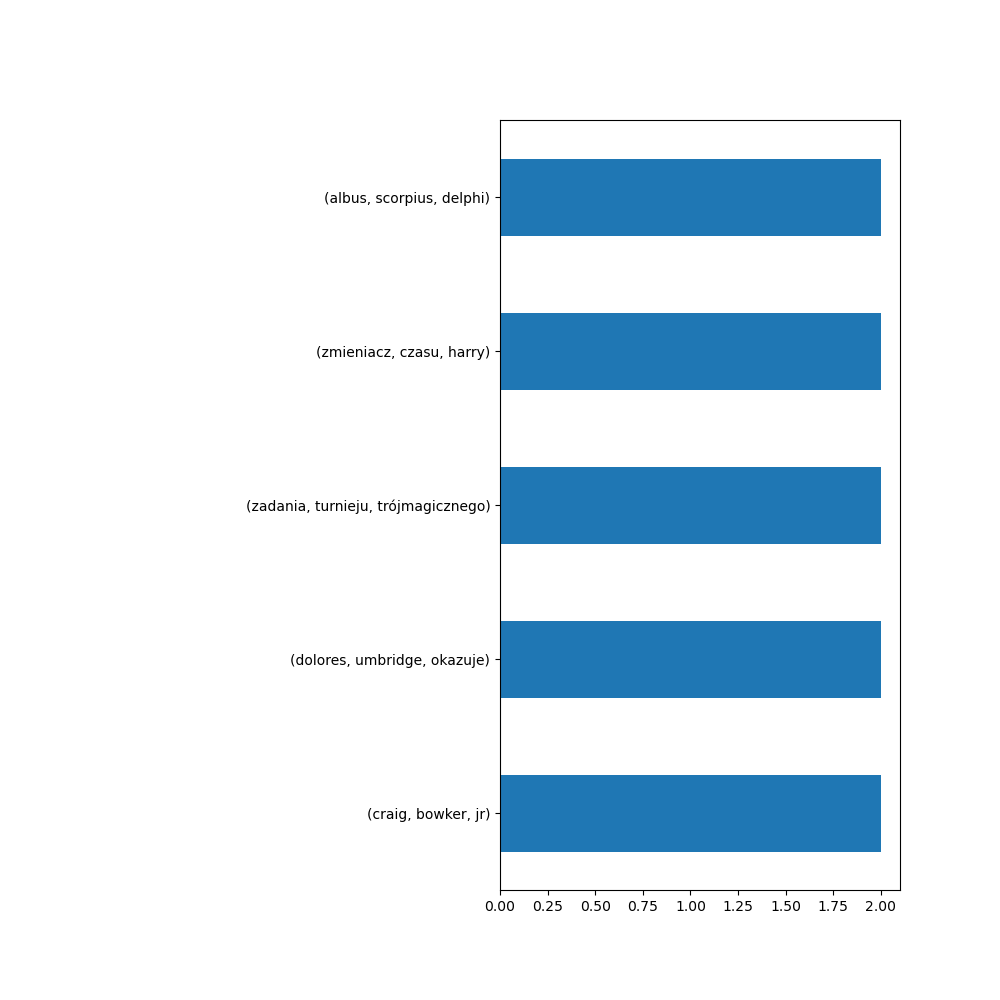 (albus, scorpius, delphi)
(zmieniacz, czasu, harry)
(zadania, turnieju, trójmagicznego)
(dolores, umbridge, okazuje)
(craig, bowker, jr)
0.00 0.25 0.50 0.75 1.00 1.25 1.50 1.75 2.00